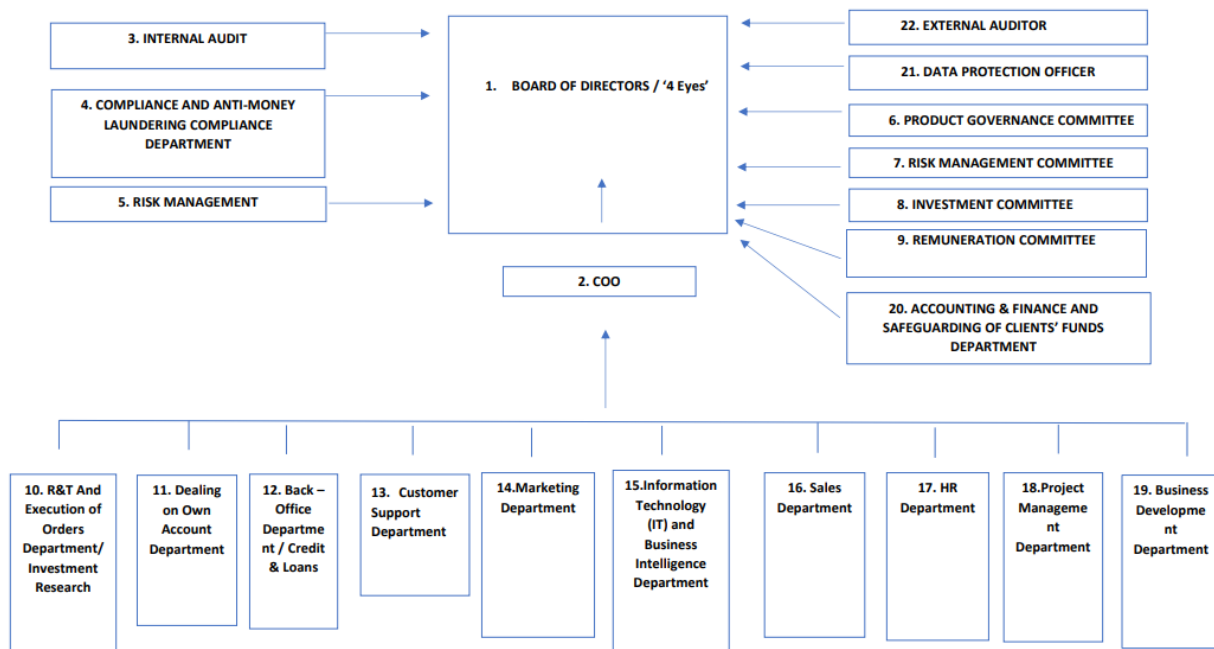 3. INTERNAL AUDIT
4. COMPLIANCE AND ANTI-MONEY
LAUNDERING COMPLIANCE
DEPARTMENT
5. RISK MANAGEMENT
1. BOARD OF DIRECTORS / ‘4 Eyes’
2. COO
22. EXTERNAL AUDITOR
21. DATA PROTECTION OFFICER
6. PRODUCT GOVERNANCE COMMITTEE
7. RISK MANAGEMENT COMMITTEE
8. INVESTMENT COMMITTEE
9. REMUNERATION COMMITTEE
20. ACCOUNTING & FINANCE AND
SAFEGUARDING OF CLIENTS’ FUNDS
DEPARTMENT
10. R&T And
Execution of
Orders
Department/
Investment
Research
11. Dealing
on Own
Account
Department
12. Back –
Office
Departme
nt / Credit
& Loans
13. Customer
Support
Department
14.Marketing
Department
15.Information
Technology
(IT) and
Business
Intelligence
Department
16. Sales
Department
17. HR
Department
18.Project
Manageme
nt
Department
19. Business
Developme
nt
Department